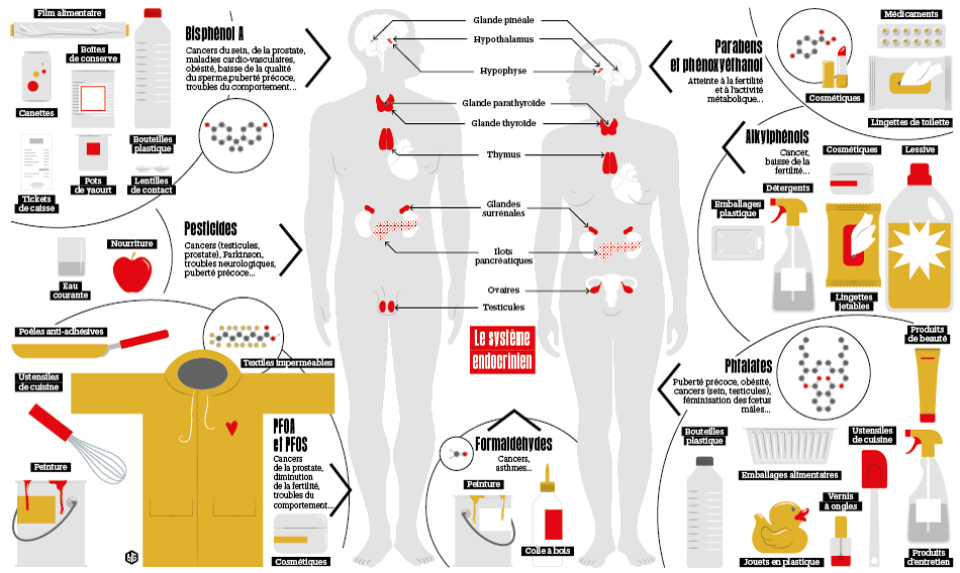 Film alimentaire
Boîtes
de conserve
Canettes
Bouteilles
plastique
Tickets
de caisse
Pots
de yaourt
Lentilles
de contact
Bisphénol A
Cancers du sein, de la prostate,
maladies cardio-vasculaires,
obésité, baisse de la qualité
du sperme,puberté précoce,
troubles du comportement...
Pesticides
Cancers (testicules,
prostate), Parkinson,
troubles neurologiques,
puberté précoce...
Nourriture
Eau
courante
Poêles anti-adhésives
Textiles imperméables
Ustensiles
de cuisine
Peinture
PFOA
et PFOS
Cancers
de la prostate,
diminution
de la fertilité,
troubles du
comportement...
Cosmétiques
Glande pinéale
Hypothalamus
Hypophyse
Glande parathyroïde
Glande thyroïde
Thymus
Glandes
surrénales
Ilots
pancréatiques
Ovaires
Testicules
Le système
endocrinien
Formaldéhydes
Cancers,
asthmes...
Peinture
Colle à bois
Parabens
et phénoxyéthanol
Atteinte à la fertilité
et à l'activité
métabolique...
Médicaments
Cosmétiques
Lingettes de toilette
Alkylphénols
Cancer,
baisse de la
fertilité...
Cosmétiques
Lessive
Détergents
Emballages
plastique
Lingettes
jetables
Phtalates
Puberté précoce, obésité,
cancers (sein, testicules),
féminisation des fœtus
mâles...
Produits
de beauté
Bouteilles
plastique
Emballages alimentaires
Ustensiles
de cuisine
Vernis
à ongles
Jouets en plastique
Produits
d'entretien